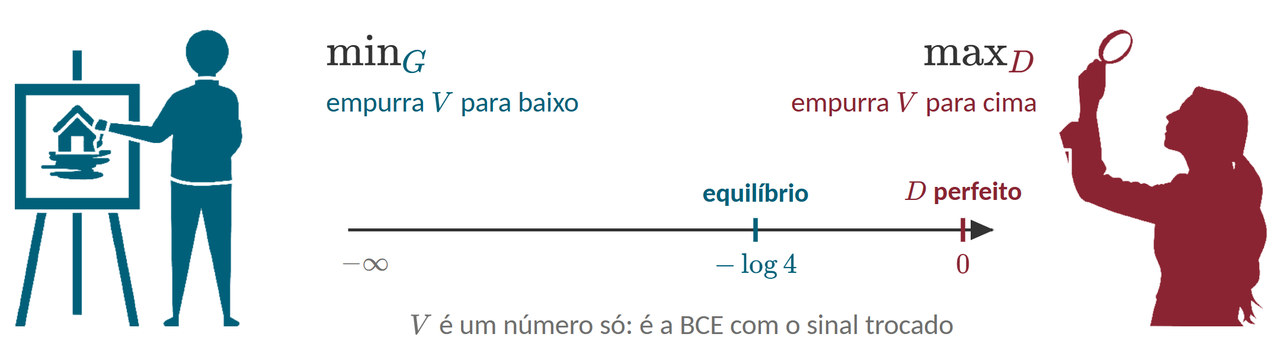 min_G
max_D
empurra V para baixo
empurra V para cima
equilíbrio
D perfeito
−∞
− log 4
0
V é um número só: é a BCE com o sinal trocado